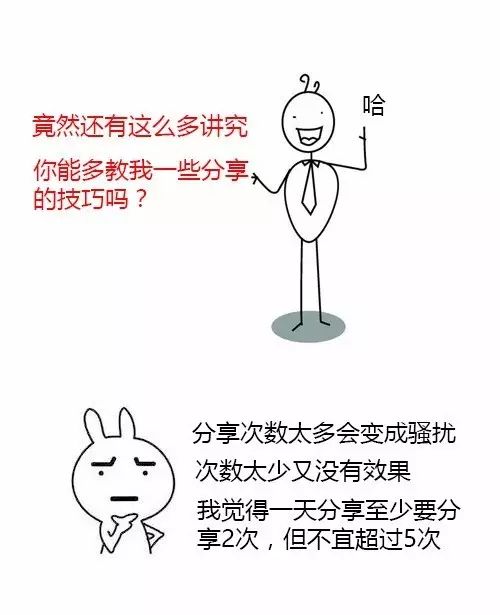 哈
竟然还有这么多讲究
你能多教我一些分享
的技巧吗？
分享次数太多会变成骚扰
次数太少又没有效果
我觉得一天分享至少要分
享2次，但不宜超过5次